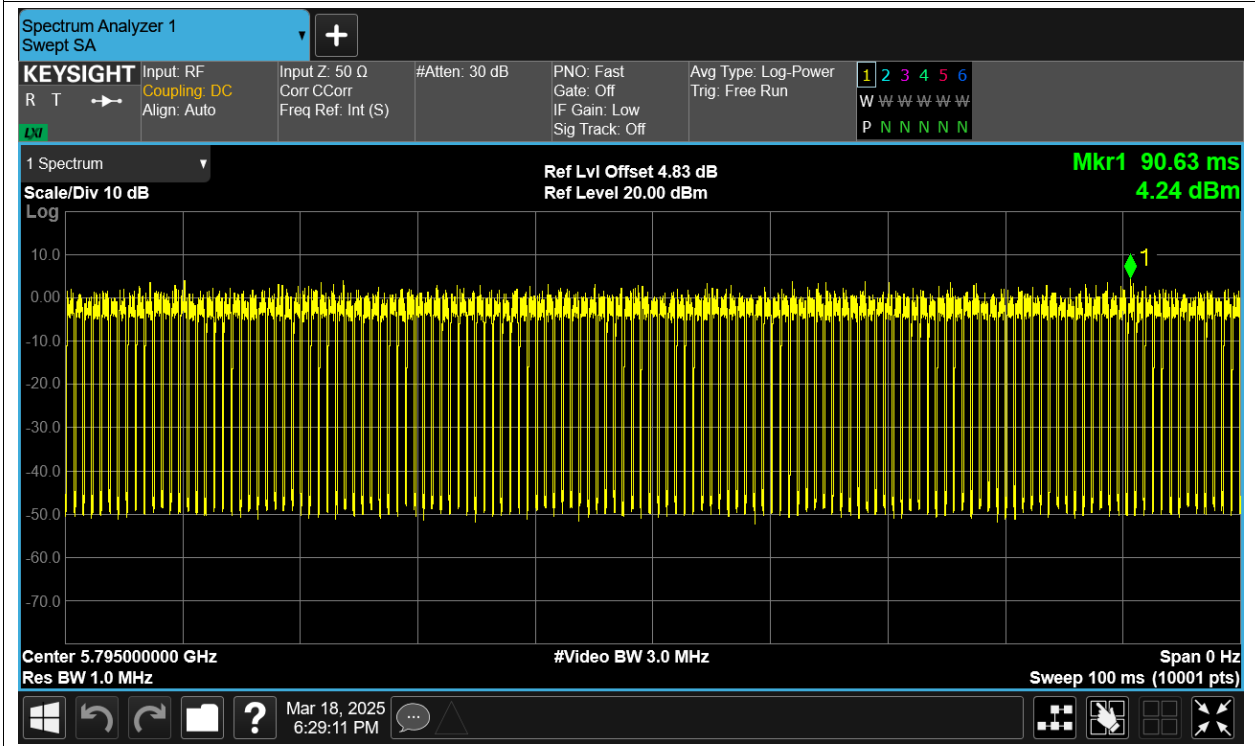 Spectrum Analyzer 1
Swept SA
KEYSIGHT
R T
LXI
Input: RF
Coupling: DC
Align: Auto
Input Z: 50 Ω
Corr CCorr
Freq Ref: Int (S)
#Atten: 30 dB
PNO: Fast
Gate: Off
IF Gain: Low
Sig Track: Off
Avg Type: Log-Power
Trig: Free Run
1 2 3 4 5 6
W W W W W W
P N N N N N
1 Spectrum
Scale/Div 10 dB
Log
Ref Lvl Offset 4.83 dB
Ref Level 20.00 dBm
Mkr1 90.63 ms
4.24 dBm
1
10.0
0.00
-10.0
-20.0
-30.0
-40.0
-50.0
-60.0
-70.0
Center 5.795000000 GHz
Res BW 1.0 MHz
#Video BW 3.0 MHz
Span 0 Hz
Sweep 100 ms (10001 pts)
?
Mar 18, 2025
6:29:11 PM